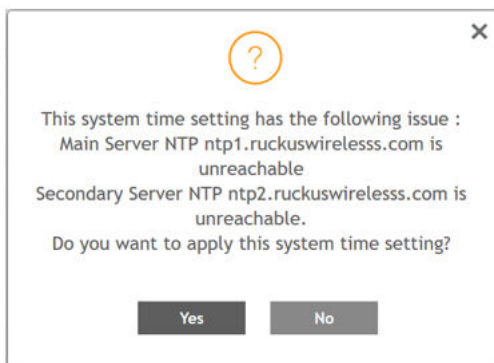 ?
This system time setting has the following issue :
Main Server NTP ntp1.ruckuswirelesss.com is
unreachable
Secondary Server NTP ntp2.ruckuswirelesss.com is
unreachable.
Do you want to apply this system time setting?
Yes No